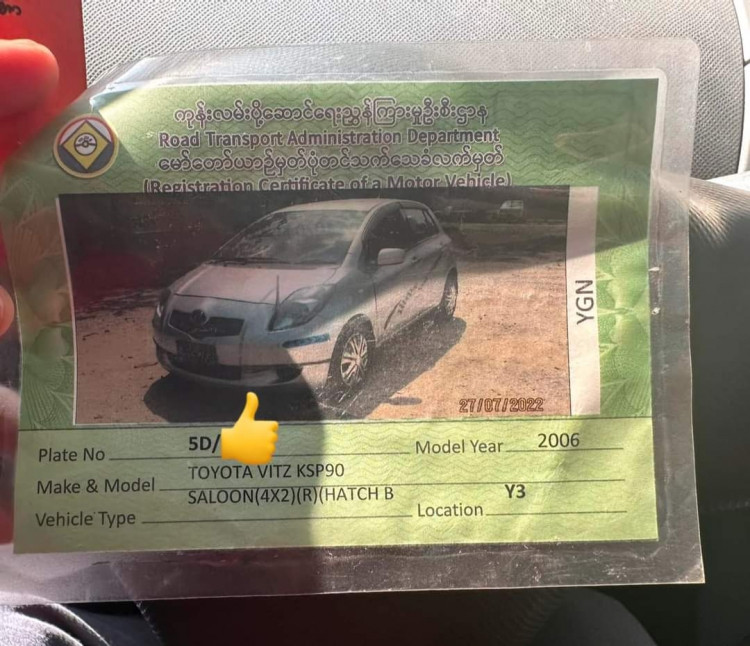 ကုန်းလမ်းပို့ဆောင်ရေးညွှန်ကြားမှုဦးစီးဌာန
Road Transport Administration Department
မော်တော်ယာဉ်မှတ်ပုံတင်သက်သေခံလက်မှတ်
(Registration Certificate of a Motor Vehicle)
YGN
27/07/2022
Plate No 5D/
Model Year 2006
Make & Model TOYOTA VITZ KSP90
Vehicle Type SALOON(4X2)(R)(HATCH B
Location Y3